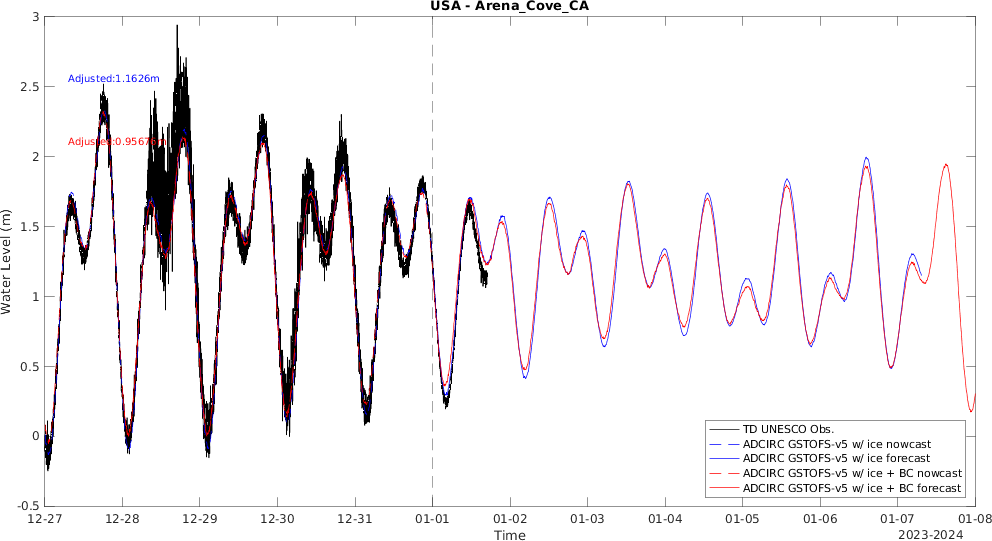 USA - Arena_Cove_CA
3
2.5
2
1.5
1
0.5
0
-0.5
Water Level (m)
Adjusted:1.1626m
Adjusted:0.9567
TD UNESCO Obs.
ADCIRC GSTOFS-v5 w/ ice nowcast
ADCIRC GSTOFS-v5 w/ ice forecast
ADCIRC GSTOFS-v5 w/ ice + BC nowcast
ADCIRC GSTOFS-v5 w/ ice + BC forecast
12-27 12-28 12-29 12-30 12-31 01-01 01-02 01-03 01-04 01-05 01-06 01-07 01-08
Time
2023-2024